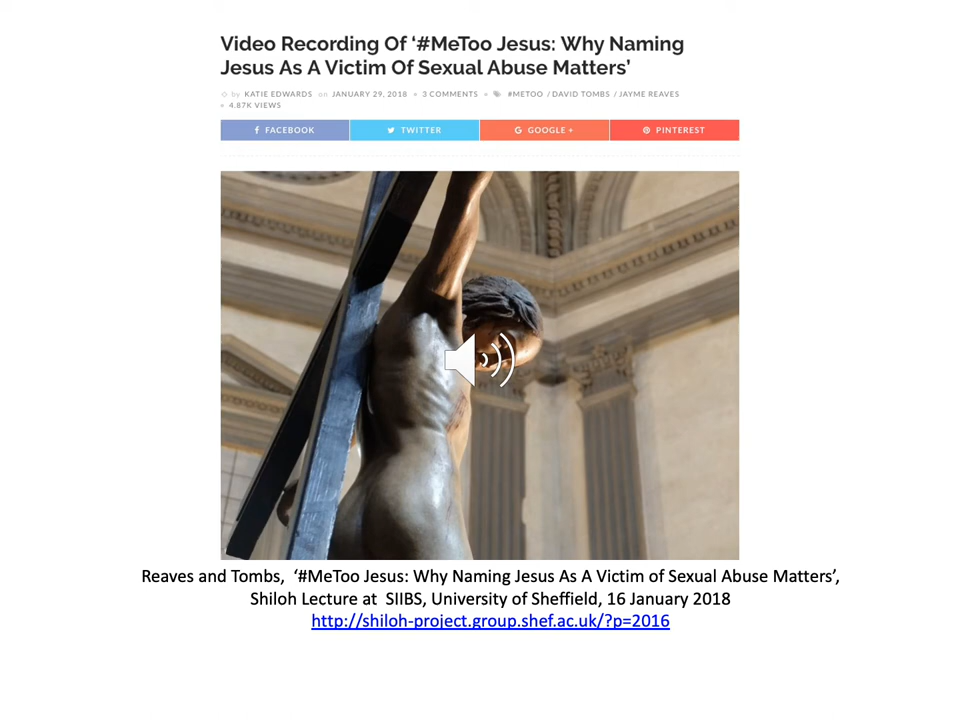 Video Recording Of ‘#MeToo Jesus: Why Naming
Jesus As A Victim Of Sexual Abuse Matters’
by KATIE EDWARDS on JANUARY 29, 2018 • 3 COMMENTS • #METOO / DAVID TOMBS / JAYME REAVES
• 4.87K VIEWS
FACEBOOK TWITTER GOOGLE + PINTEREST
Reaves and Tombs, ‘#MeToo Jesus: Why Naming Jesus As A Victim of Sexual Abuse Matters’,
Shiloh Lecture at SIIBS, University of Sheffield, 16 January 2018
http://shiloh-project.group.shef.ac.uk/?p=2016